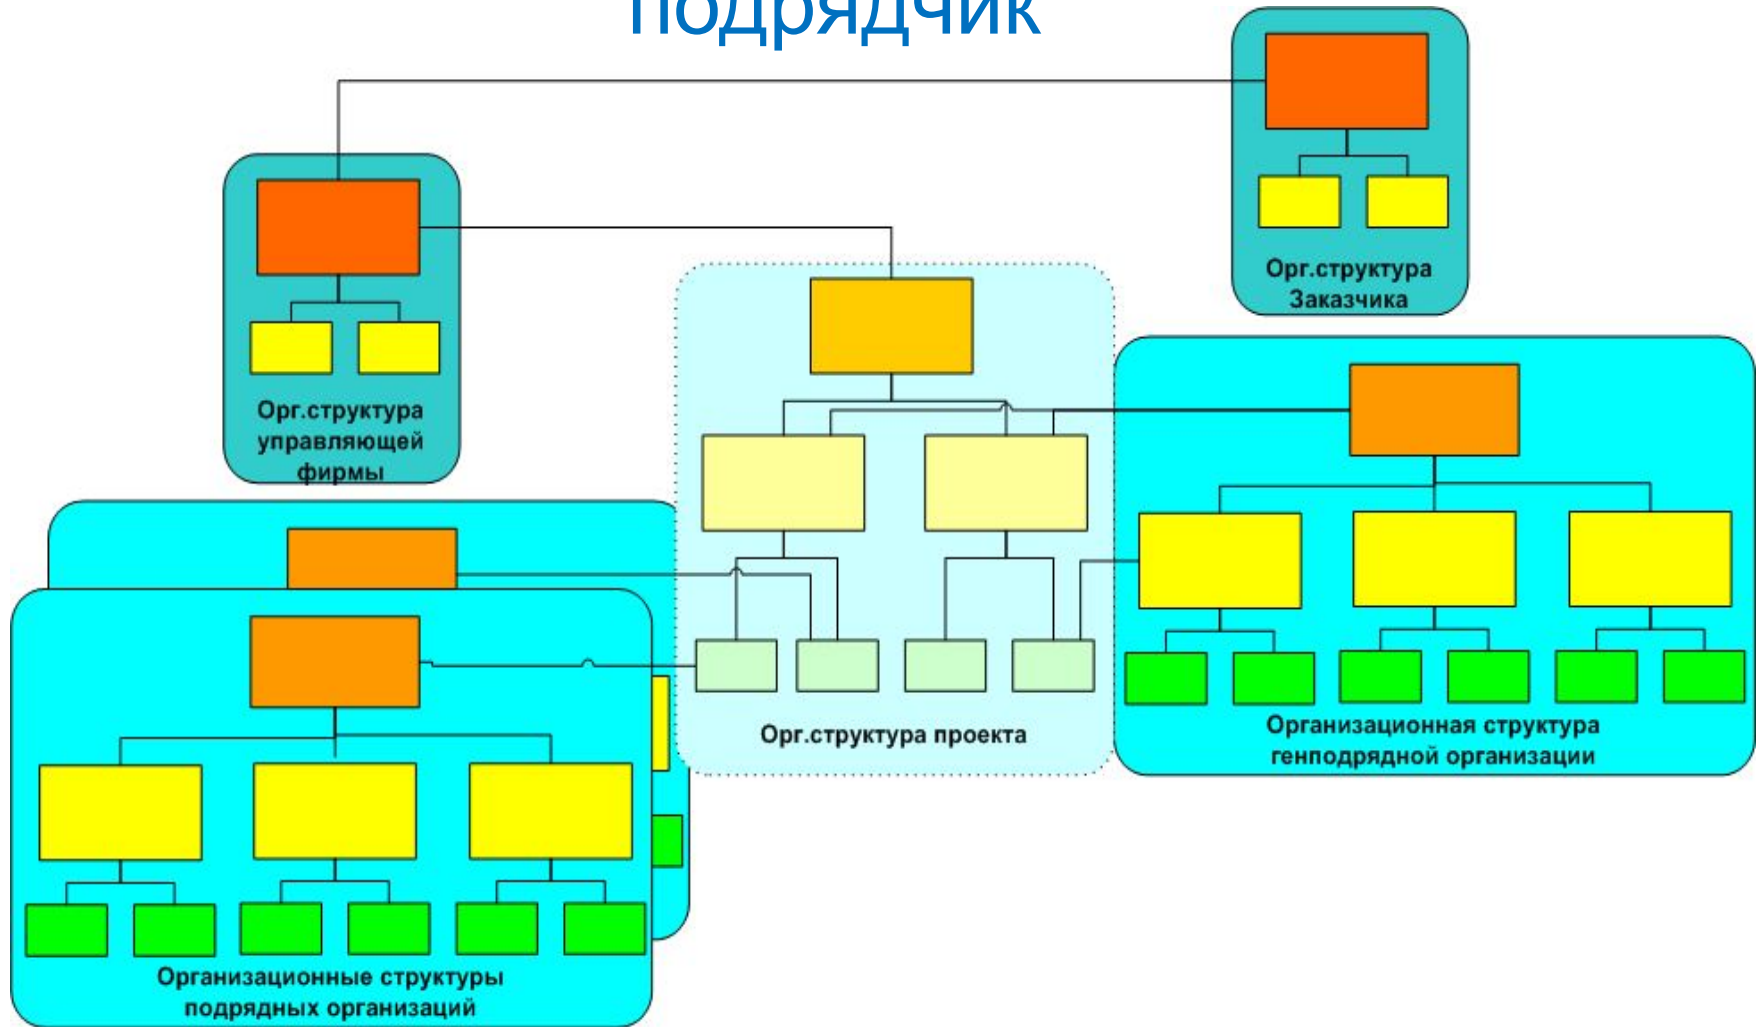 подрядчик
Орг.структура
Заказчика
Орг.структура
управляющей
фирмы
Орг.структура проекта
Организационная структура
генподрядной организации
Организационные структуры
подрядных организаций